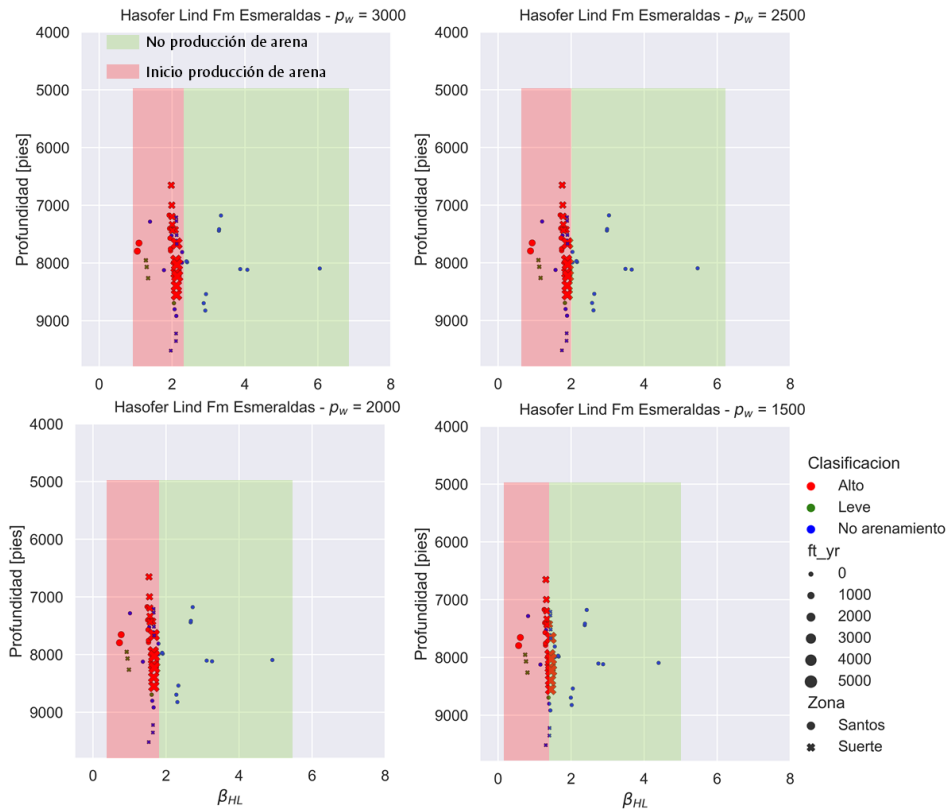 Hasofer Lind Fm Esmeraldas - p_w = 3000
No producción de arena
Inicio producción de arena
Profundidad [pies]
4000
5000
6000
7000
8000
9000
0
2
4
6
8
Hasofer Lind Fm Esmeraldas - p_w = 2500
Profundidad [pies]
4000
5000
6000
7000
8000
9000
0
2
4
6
8
Hasofer Lind Fm Esmeraldas - p_w = 2000
Profundidad [pies]
4000
5000
6000
7000
8000
9000
0
2
4
6
8
β_HL
Hasofer Lind Fm Esmeraldas - p_w = 1500
Profundidad [pies]
4000
5000
6000
7000
8000
9000
0
2
4
6
8
β_HL
Clasificacion
Alto
Leve
No arenamiento
ft_yr
0
1000
2000
3000
4000
5000
Zona
Santos
Suerte